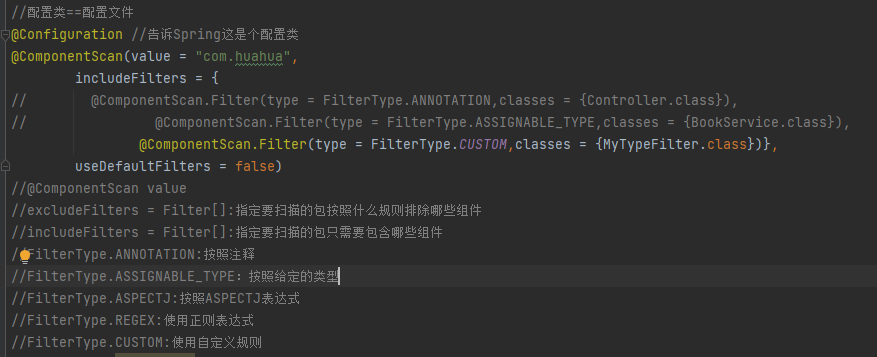 //配置类==配置文件
@Configuration //告诉Spring这是个配置类
@ComponentScan(value = "com.huahua",
includeFilters = {
// @ComponentScan.Filter(type = FilterType.ANNOTATION,classes = {Controller.class}),
// @ComponentScan.Filter(type = FilterType.ASSIGNABLE_TYPE,classes = {BookService.class}),
@ComponentScan.Filter(type = FilterType.CUSTOM,classes = {MyTypeFilter.class})},
useDefaultFilters = false)
//@ComponentScan value
//excludeFilters = Filter[]:指定要扫描的包按照什么规则排除哪些组件
//includeFilters = Filter[]:指定要扫描的包只需要包含哪些组件
//FilterType.ANNOTATION:按照注释
//FilterType.ASSIGNABLE_TYPE：按照给定的类型
//FilterType.ASPECTJ:按照ASPECTJ表达式
//FilterType.REGEX:使用正则表达式
//FilterType.CUSTOM:使用自定义规则